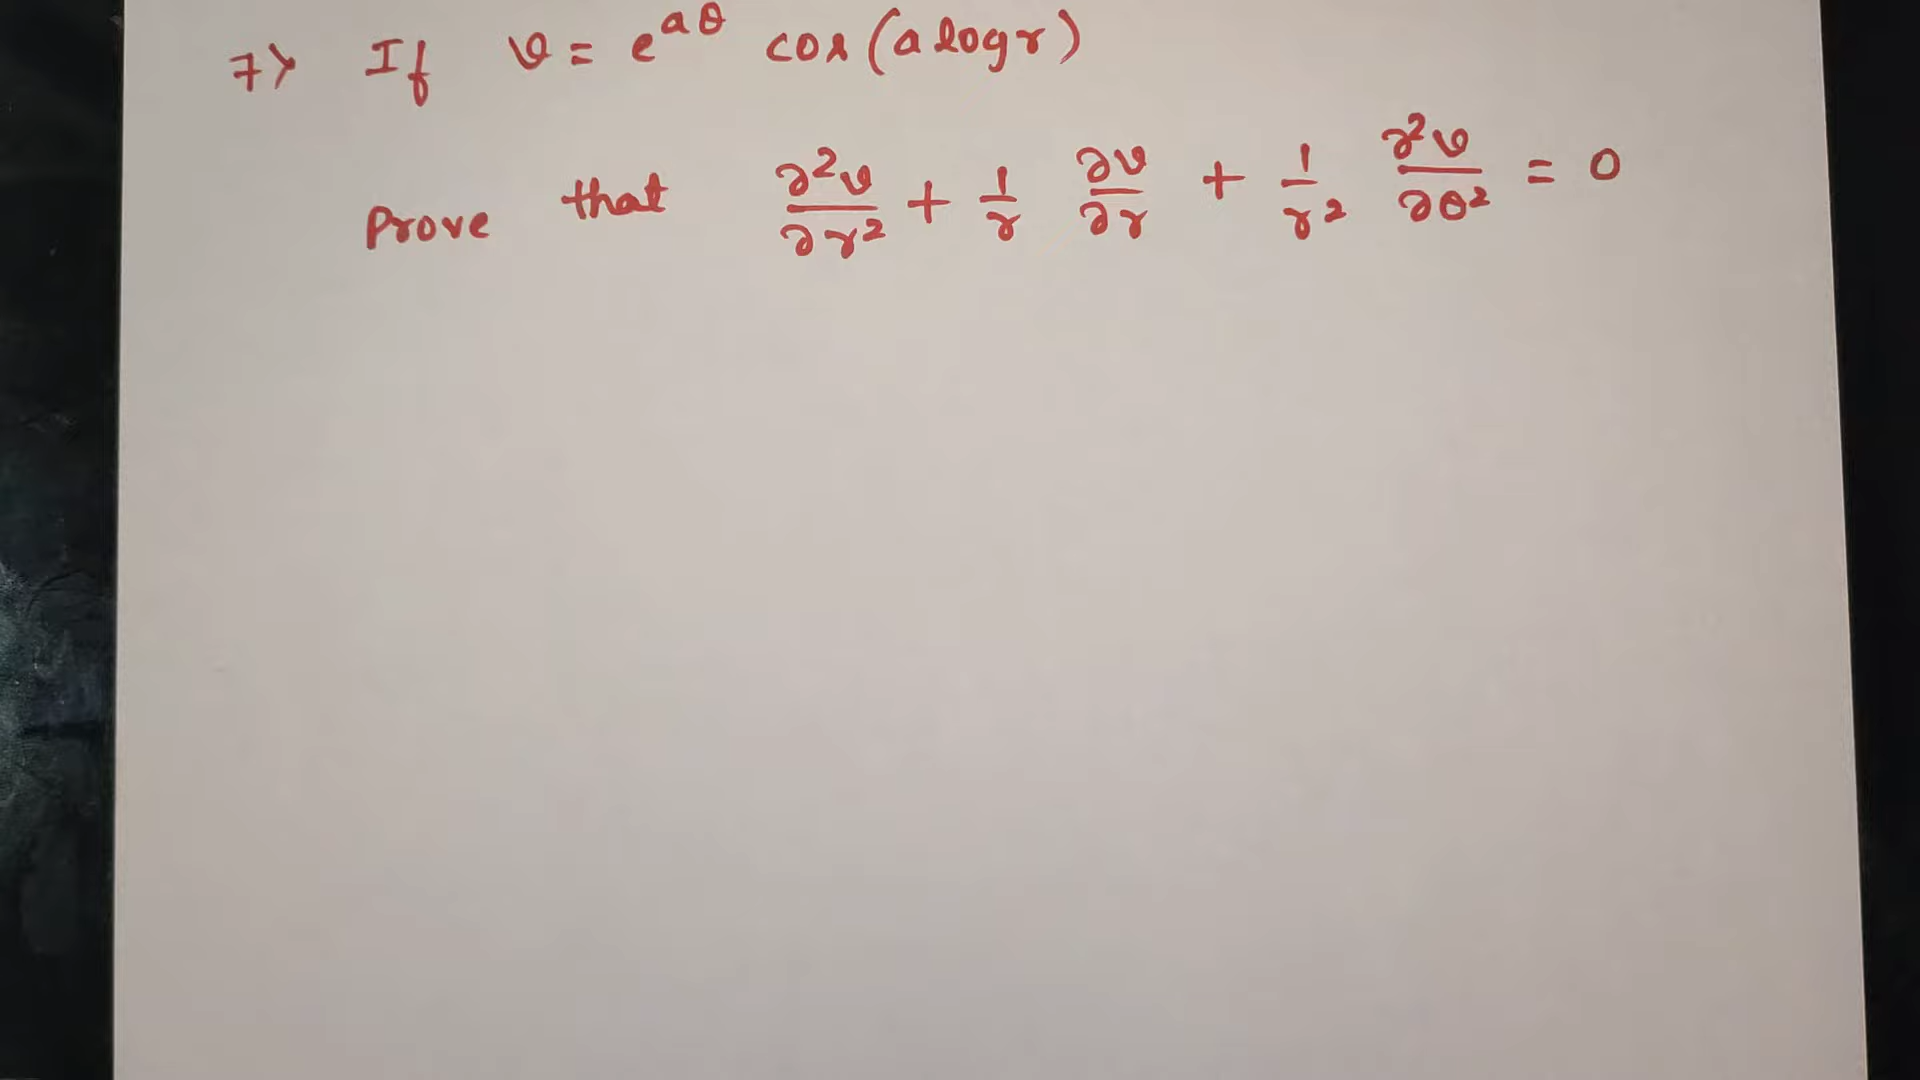 7> If v = e^{aθ} cos(a log r)
Prove that ∂²v/∂r² + 1/r ∂v/∂r + 1/r² ∂²v/∂θ² = 0